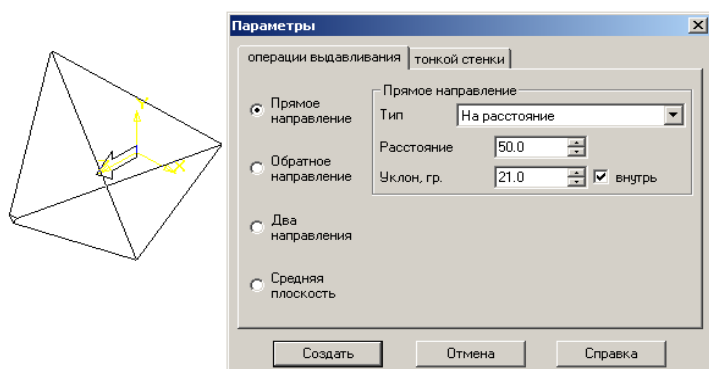 Параметры
операции выдавливания
тонкой стенки
Прямое направление
Прямое
направление
Тип
На расстояние
Расстояние
50.0
Обратное
направление
Уклон, гр.
21.0
внутрь
Два
направления
Средняя
плоскость
Создать
Отмена
Справка
Y
X